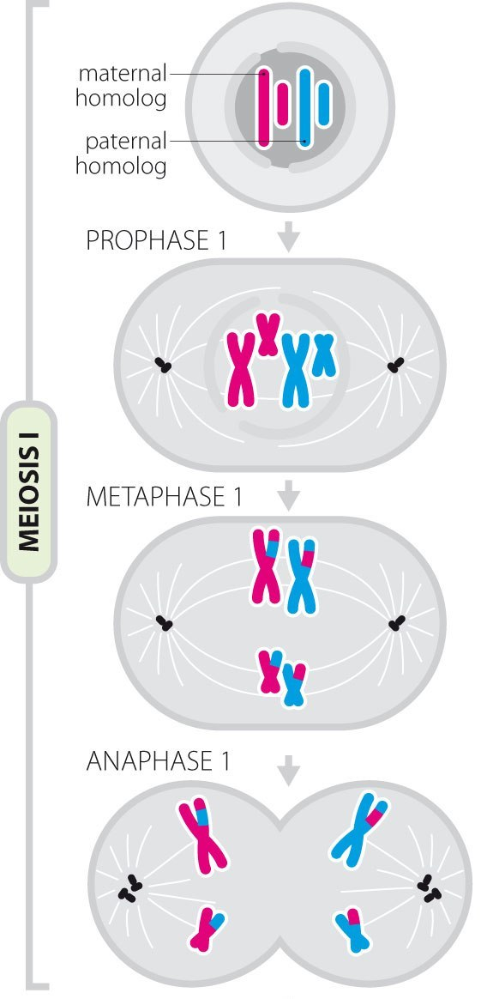 maternal
homolog
paternal
homolog
PROPHASE 1
METAPHASE 1
MEIOSIS I
ANAPHASE 1